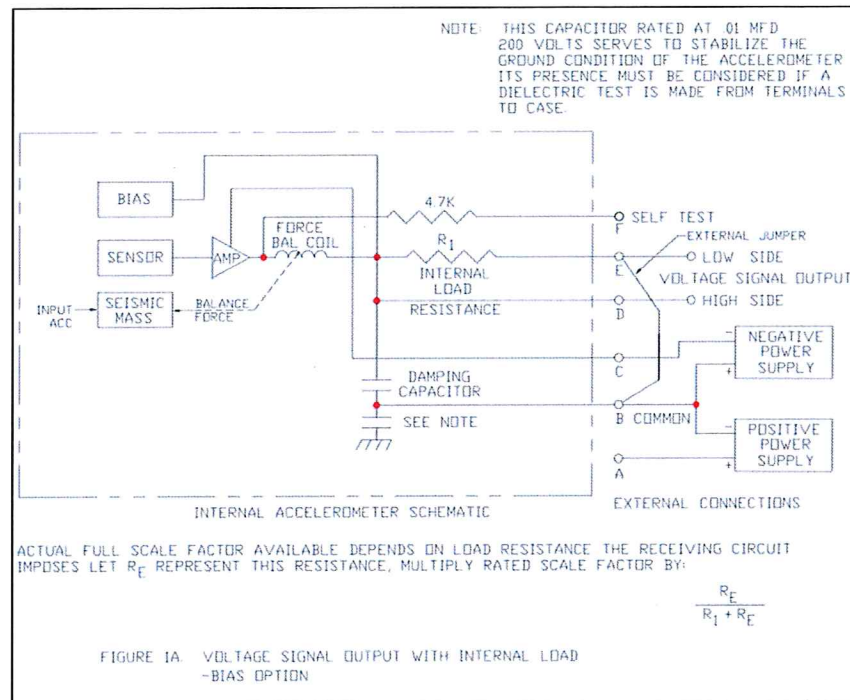 NOTE: THIS CAPACITOR RATED AT .01 MFD
200 VOLTS SERVES TO STABILIZE THE
GROUND CONDITION OF THE ACCELEROMETER
ITS PRESENCE MUST BE CONSIDERED IF A
DIELECTRIC TEST IS MADE FROM TERMINALS
TO CASE.
BIAS
4.7K
F
SELF TEST
FORCE
BAL COIL
EXTERNAL JUMPER
SENSOR
AMP
R1
E
LOW SIDE
INTERNAL
LOAD
RESISTANCE
VOLTAGE SIGNAL OUTPUT
INPUT
ACC
SEISMIC
MASS
BALANCE
FORCE
D
HIGH SIDE
C
-
+
NEGATIVE
POWER
SUPPLY
DAMPING
CAPACITOR
SEE NOTE
B COMMON
-
+
POSITIVE
POWER
SUPPLY
A
INTERNAL ACCELEROMETER SCHEMATIC
EXTERNAL CONNECTIONS
ACTUAL FULL SCALE FACTOR AVAILABLE DEPENDS ON LOAD RESISTANCE THE RECEIVING CIRCUIT
IMPOSES LET RE REPRESENT THIS RESISTANCE, MULTIPLY RATED SCALE FACTOR BY:
RE
R1 + RE
FIGURE 1A. VOLTAGE SIGNAL OUTPUT WITH INTERNAL LOAD
-BIAS OPTION